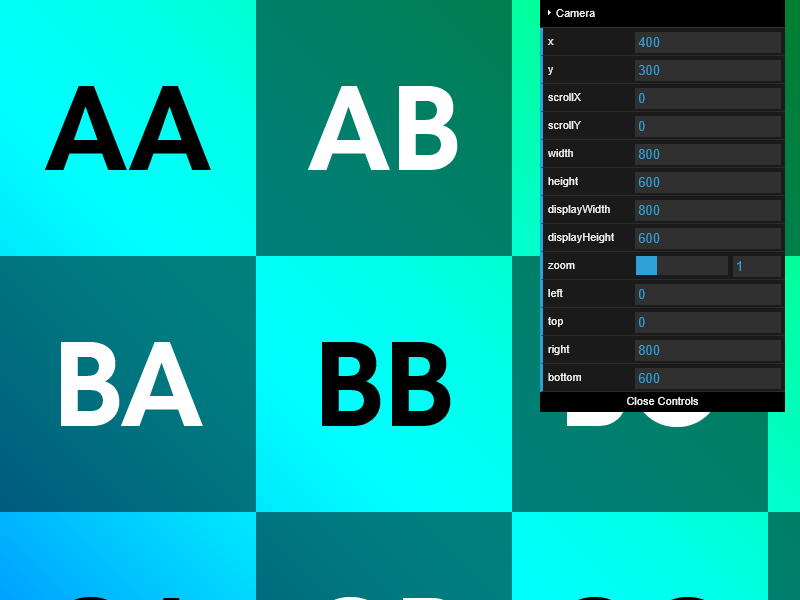 AA
AB
BA
BB
Camera
x 400
y 300
scrollX 0
scrollY 0
width 800
height 600
displayWidth 800
displayHeight 600
zoom 1
left 0
top 0
right 800
bottom 600
Close Controls